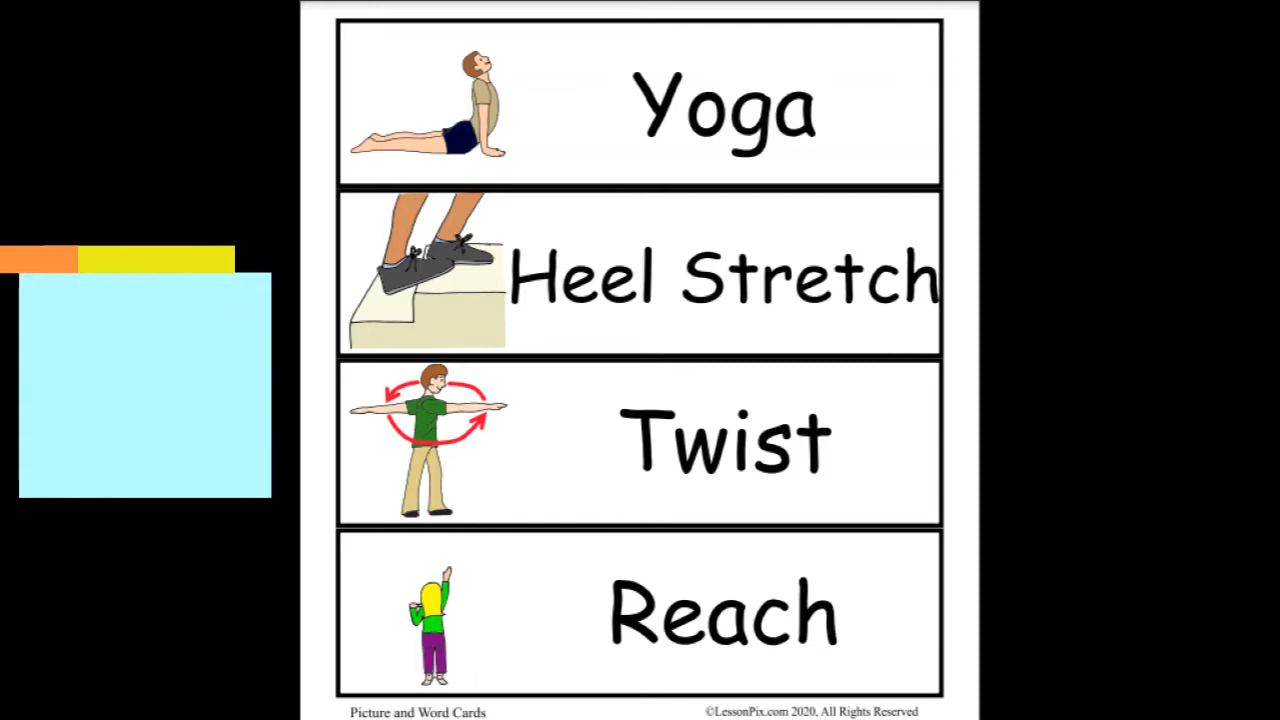 Yoga
Heel Stretch
Twist
Reach
Picture and Word Cards
©LessonPix.com 2020, All Rights Reserved